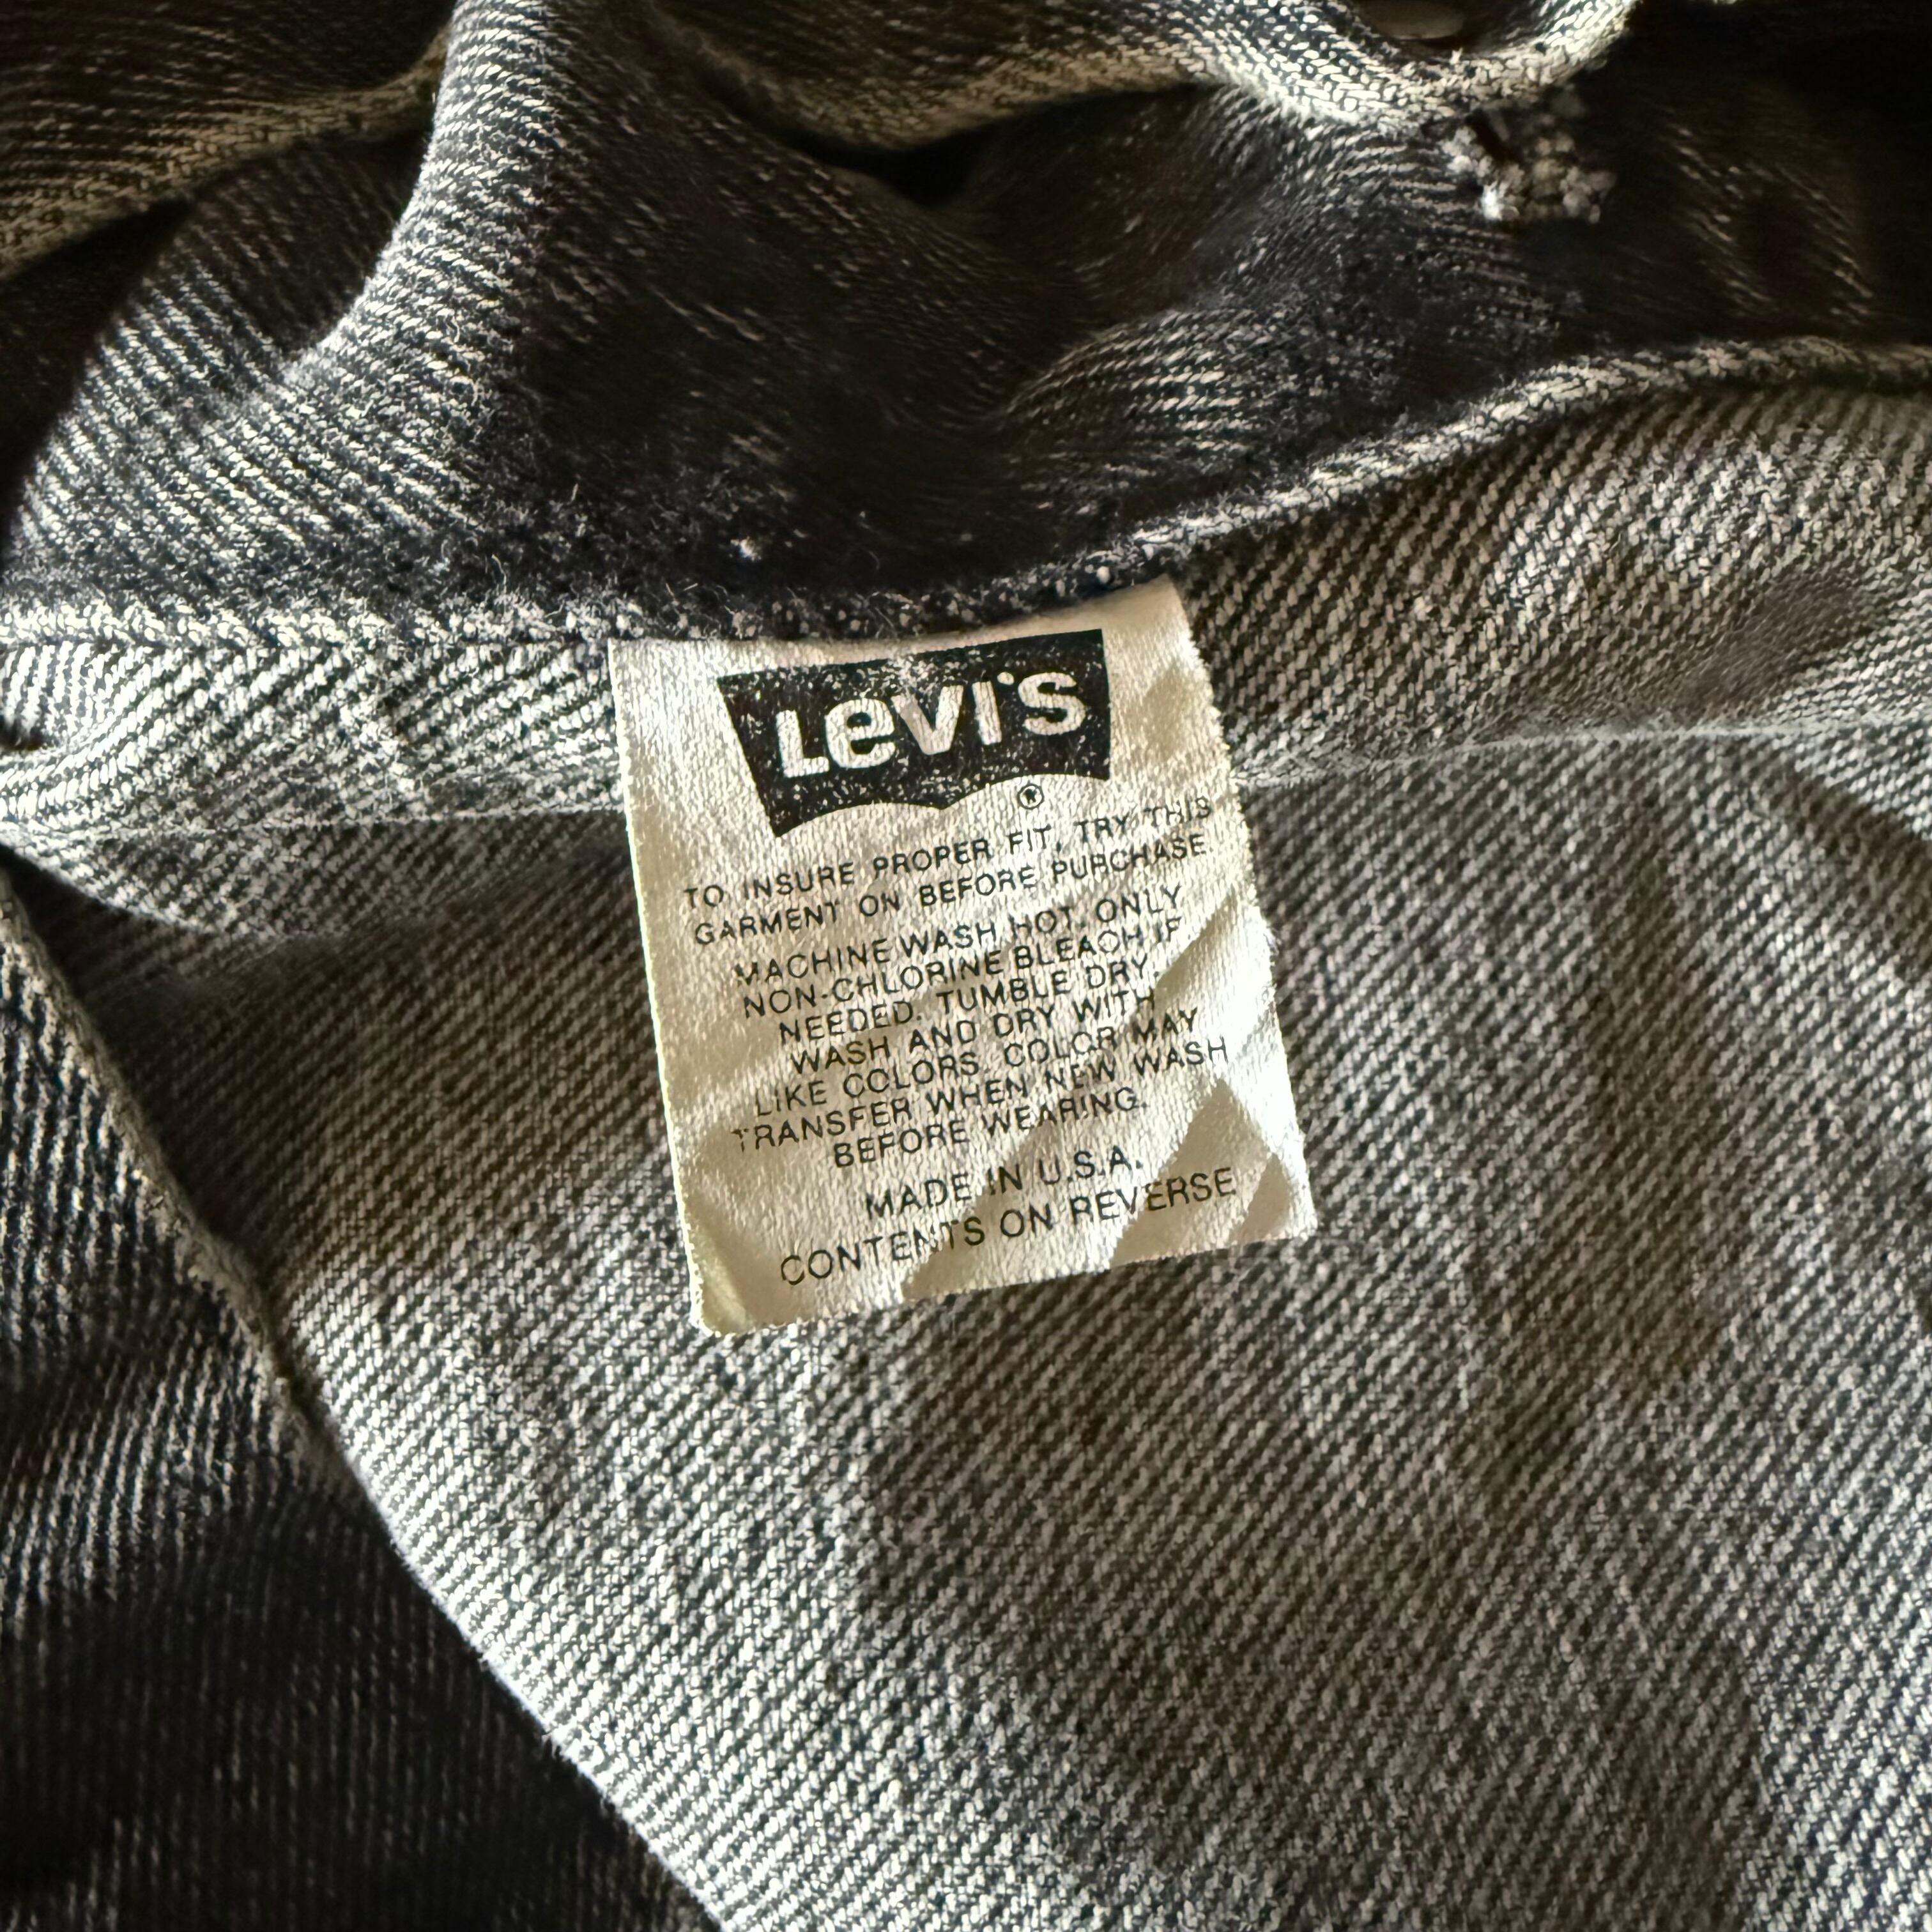 LEVI'S
®
TO INSURE PROPER FIT, TRY THIS
GARMENT ON BEFORE PURCHASE.
MACHINE WASH HOT. ONLY
NON-CHLORINE BLEACH IF
NEEDED. TUMBLE DRY.
WASH AND DRY WITH
LIKE COLORS. COLOR MAY
TRANSFER WHEN NEW WASH
BEFORE WEARING.
MADE IN U.S.A.
CONTENTS ON REVERSE